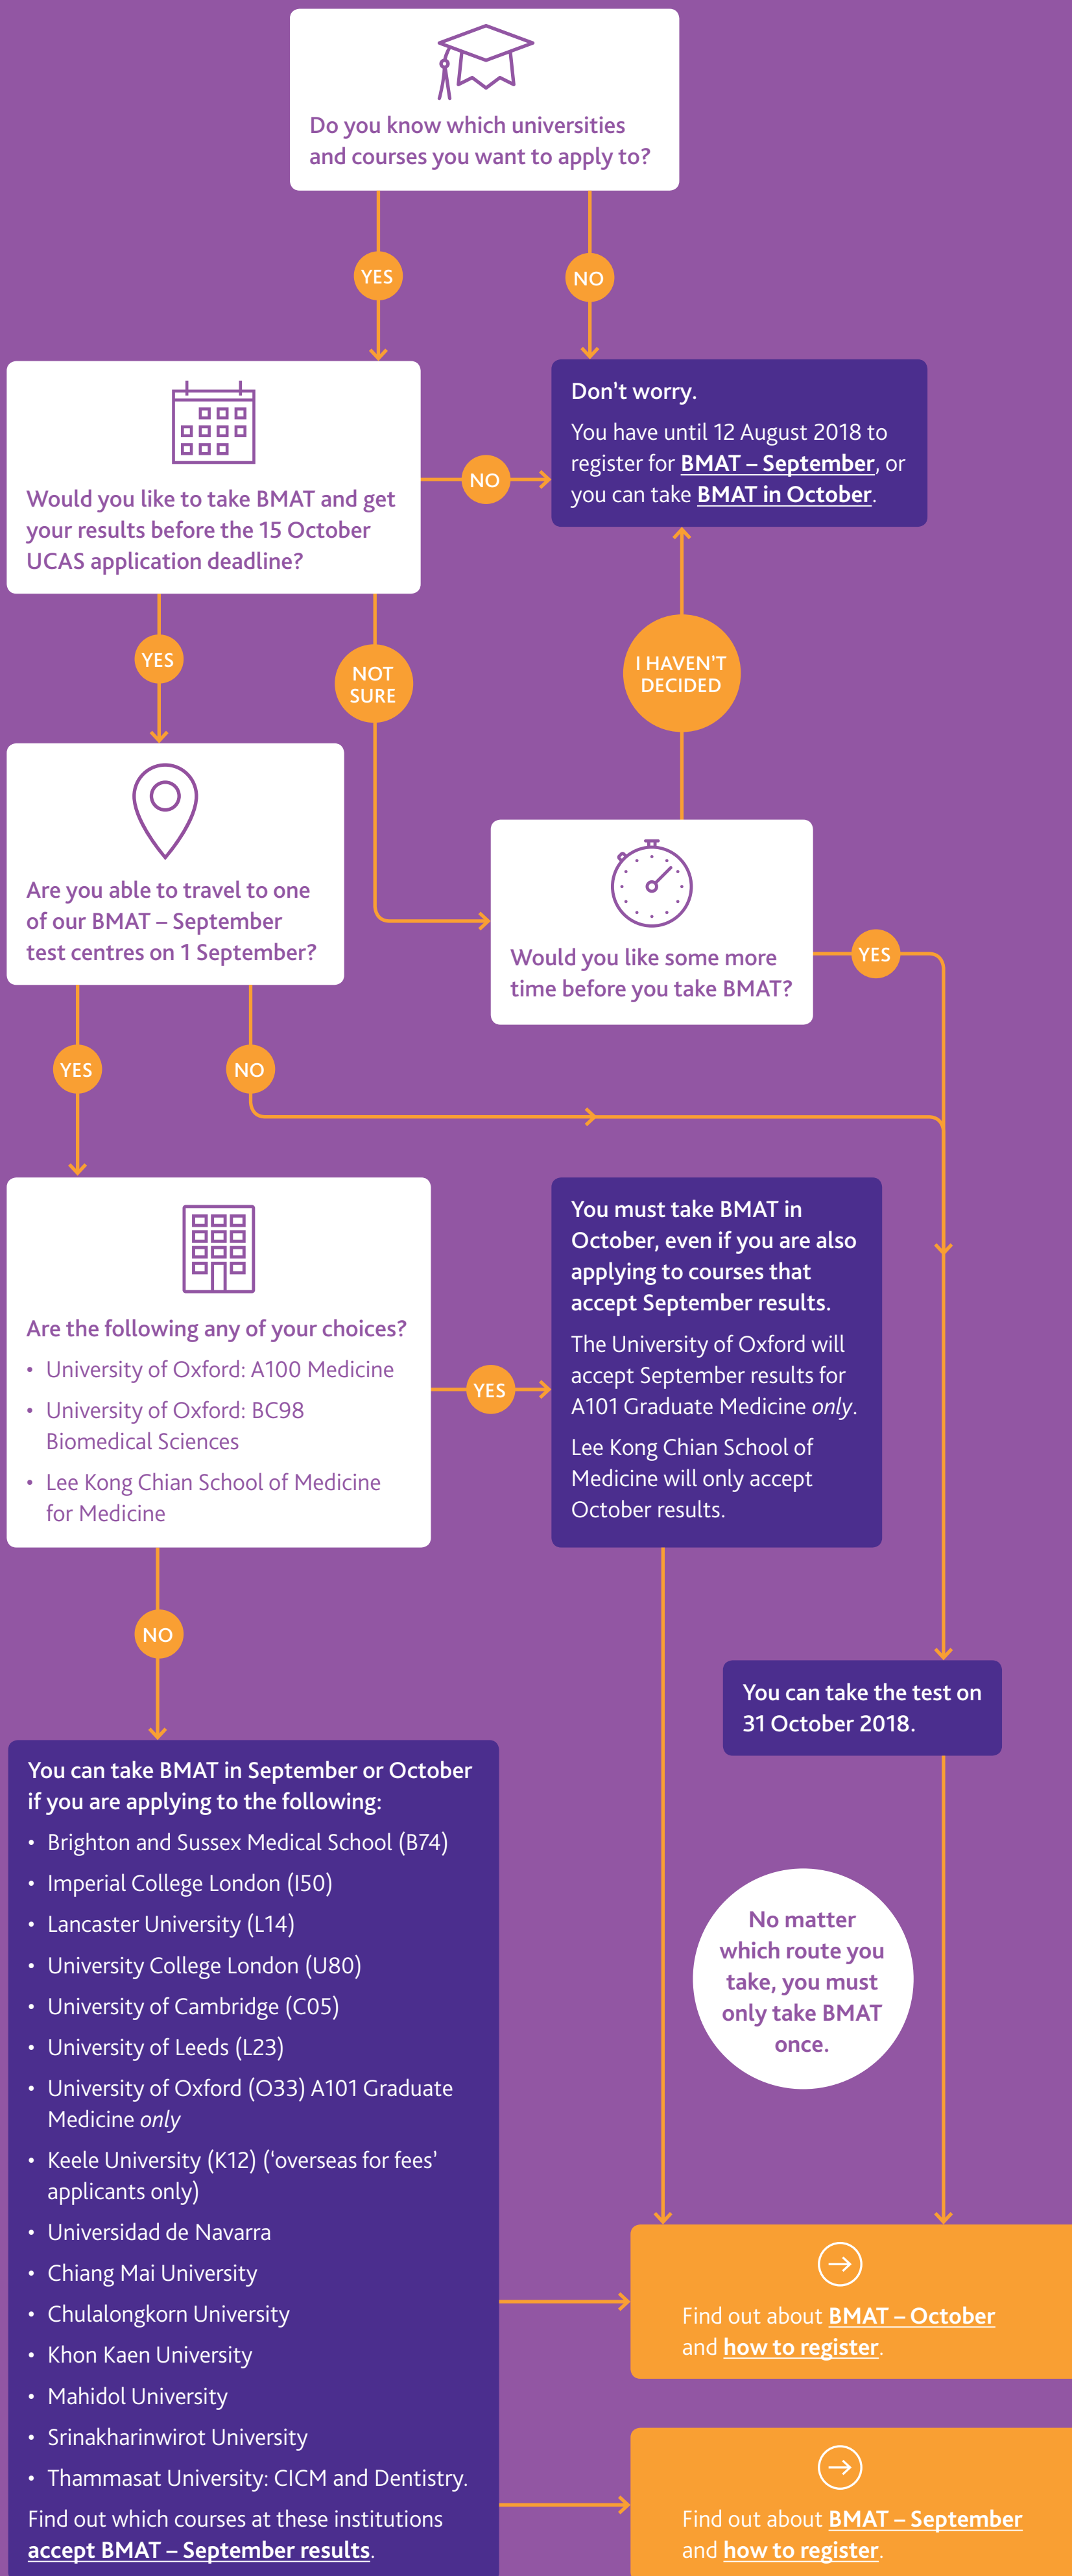 Do you know which universities
and courses you want to apply to?
YES
NO
Would you like to take BMAT and get
your results before the 15 October
UCAS application deadline?
NO
Don't worry.
You have until 12 August 2018 to
register for BMAT – September, or
you can take BMAT in October.
YES
NOT
SURE
I HAVEN'T
DECIDED
Are you able to travel to one
of our BMAT – September
test centres on 1 September?
Would you like some more
time before you take BMAT?
YES
YES
NO
Are the following any of your choices?
• University of Oxford: A100 Medicine
• University of Oxford: BC98
Biomedical Sciences
• Lee Kong Chian School of Medicine
for Medicine
YES
You must take BMAT in
October, even if you are also
applying to courses that
accept September results.
The University of Oxford will
accept September results for
A101 Graduate Medicine only.
Lee Kong Chian School of
Medicine will only accept
October results.
NO
You can take the test on
31 October 2018.
You can take BMAT in September or October
if you are applying to the following:
• Brighton and Sussex Medical School (B74)
• Imperial College London (I50)
• Lancaster University (L14)
• University College London (U80)
• University of Cambridge (C05)
• University of Leeds (L23)
• University of Oxford (O33) A101 Graduate
Medicine only
• Keele University (K12) (‘overseas for fees’
applicants only)
• Universidad de Navarra
• Chiang Mai University
• Chulalongkorn University
• Khon Kaen University
• Mahidol University
• Srinakharinwirot University
• Thammasat University: CICM and Dentistry.
Find out which courses at these institutions
accept BMAT – September results.
No matter
which route you
take, you must
only take BMAT
once.
Find out about BMAT – October
and how to register.
Find out about BMAT – September
and how to register.